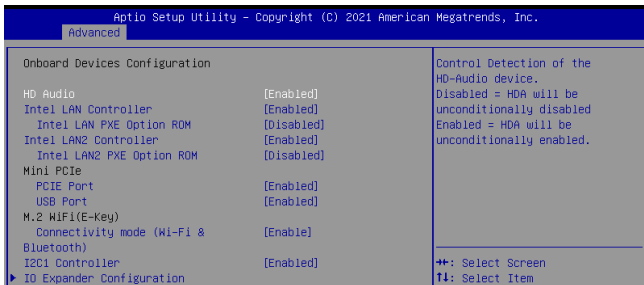 Aptio Setup Utility – Copyright (C) 2021 American Megatrends, Inc.
Advanced
Onboard Devices Configuration
HD Audio [Enabled]
Intel LAN Controller [Enabled]
Intel LAN PXE Option ROM [Disabled]
Intel LAN2 Controller [Enabled]
Intel LAN2 PXE Option ROM [Disabled]
Mini PCIe
PCIE Port [Enabled]
USB Port [Enabled]
M.2 WiFi(E-Key)
Connectivity mode (Wi-Fi & [Enable]
Bluetooth)
I2C1 Controller [Enabled]
IO Expander Configuration
Control Detection of the
HD-Audio device.
Disabled = HDA will be
unconditionally disabled
Enabled = HDA will be
unconditionally enabled.
→←: Select Screen
↑↓: Select Item